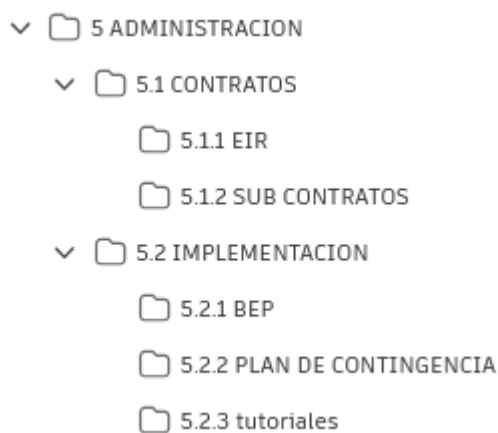 5 ADMINISTRACION
5.1 CONTRATOS
5.1.1 EIR
5.1.2 SUB CONTRATOS
5.2 IMPLEMENTACION
5.2.1 BEP
5.2.2 PLAN DE CONTINGENCIA
5.2.3 tutoriales